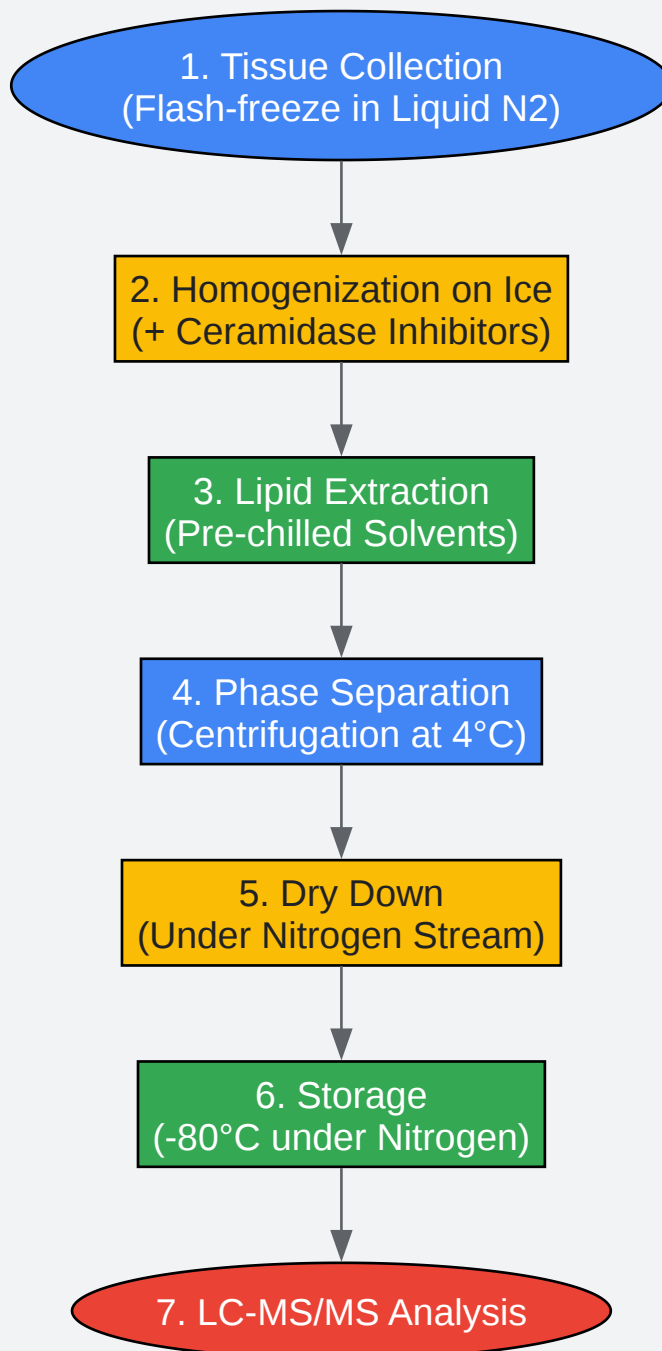 1. Tissue Collection
(Flash-freeze in Liquid N2)
2. Homogenization on Ice
(+ Ceramidase Inhibitors)
3. Lipid Extraction
(Pre-chilled Solvents)
4. Phase Separation
(Centrifugation at 4°C)
5. Dry Down
(Under Nitrogen Stream)
6. Storage
(-80°C under Nitrogen)
7. LC-MS/MS Analysis